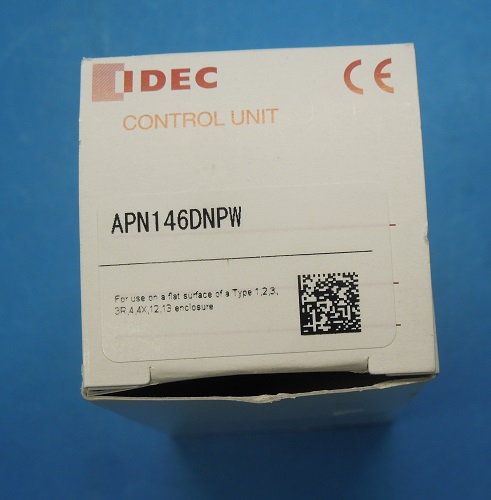 IDEC
CE
CONTROL UNIT
APN146DNPW
For use on a flat surface of a Type 1,2,3,
3R,4,4X,12,13 enclosure